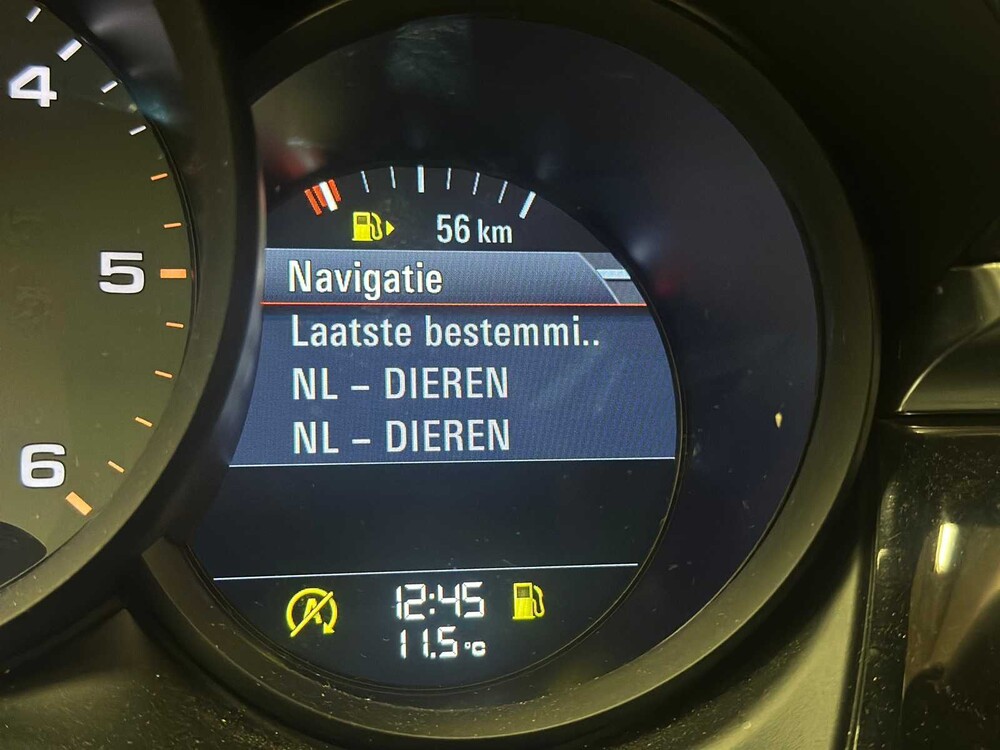 4
5
6
56 km
Navigatie
Laatste bestemmi..
NL – DIEREN
NL – DIEREN
A
12:45
11.5 °C